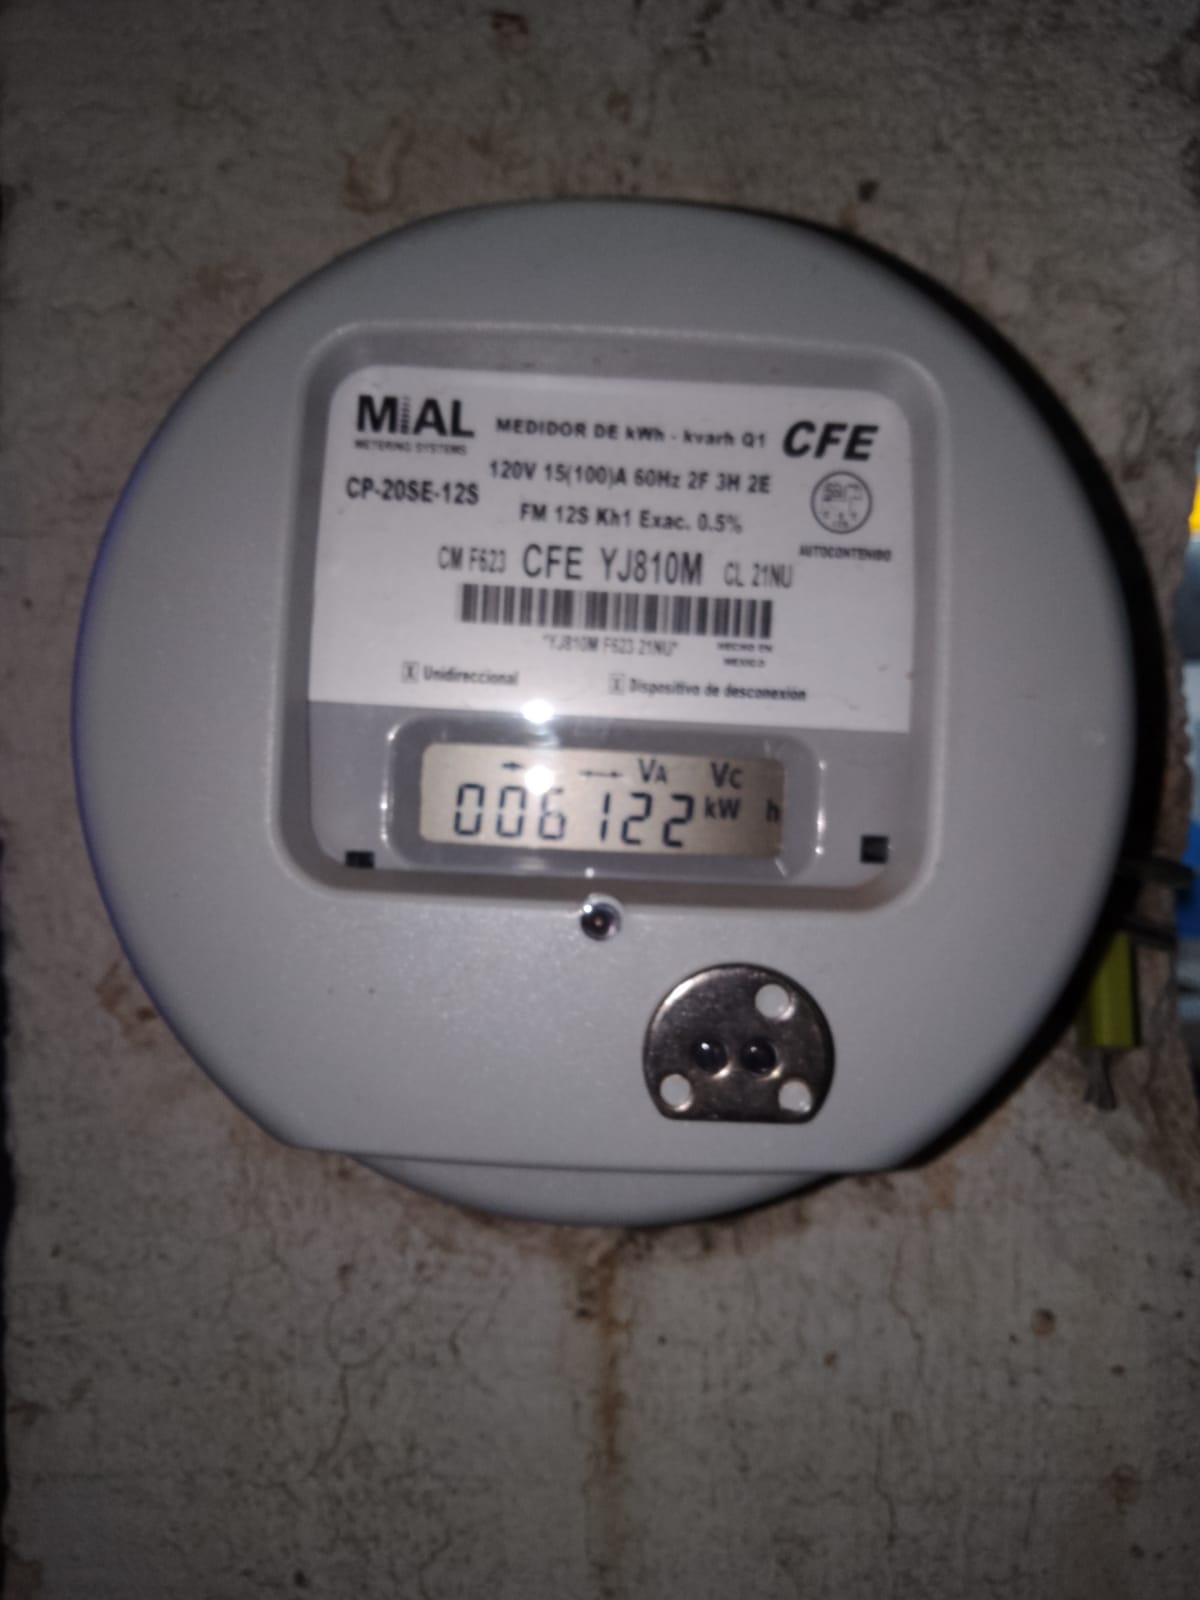 MIAL
METERING SYSTEMS
MEDIDOR DE kWh - kvarh Q1
CFE
CP-20SE-12S
120V 15(100)A 60Hz 2F 3H 2E
FM 12S Kh1 Exac. 0.5%
AUTOCONTENIDO
CM F623 CFE YJ810M CL 21NU
*YJ810M F623 21NU*
HECHO EN
MEXICO
X Unidireccional
X Dispositivo de desconexión
VA VC
006122 kW h